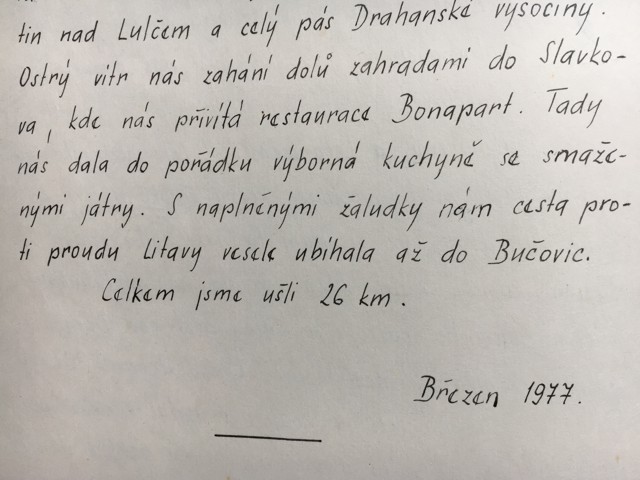 tin nad Lulčem a celý pás Drahanské vysočiny.
Ostrý vítr nás zahání dolů zahradami do Slavko-
va, kde nás přivítá restaurace Bonapart. Tady
nás dala do pořádku výborná kuchyně se smaže-
nými játry. S naplněnými žaludky nám cesta pro-
ti proudu Litavy vesele ubíhala až do Bučovic.
Celkem jsme ušli 26 km.
Březen 1977.